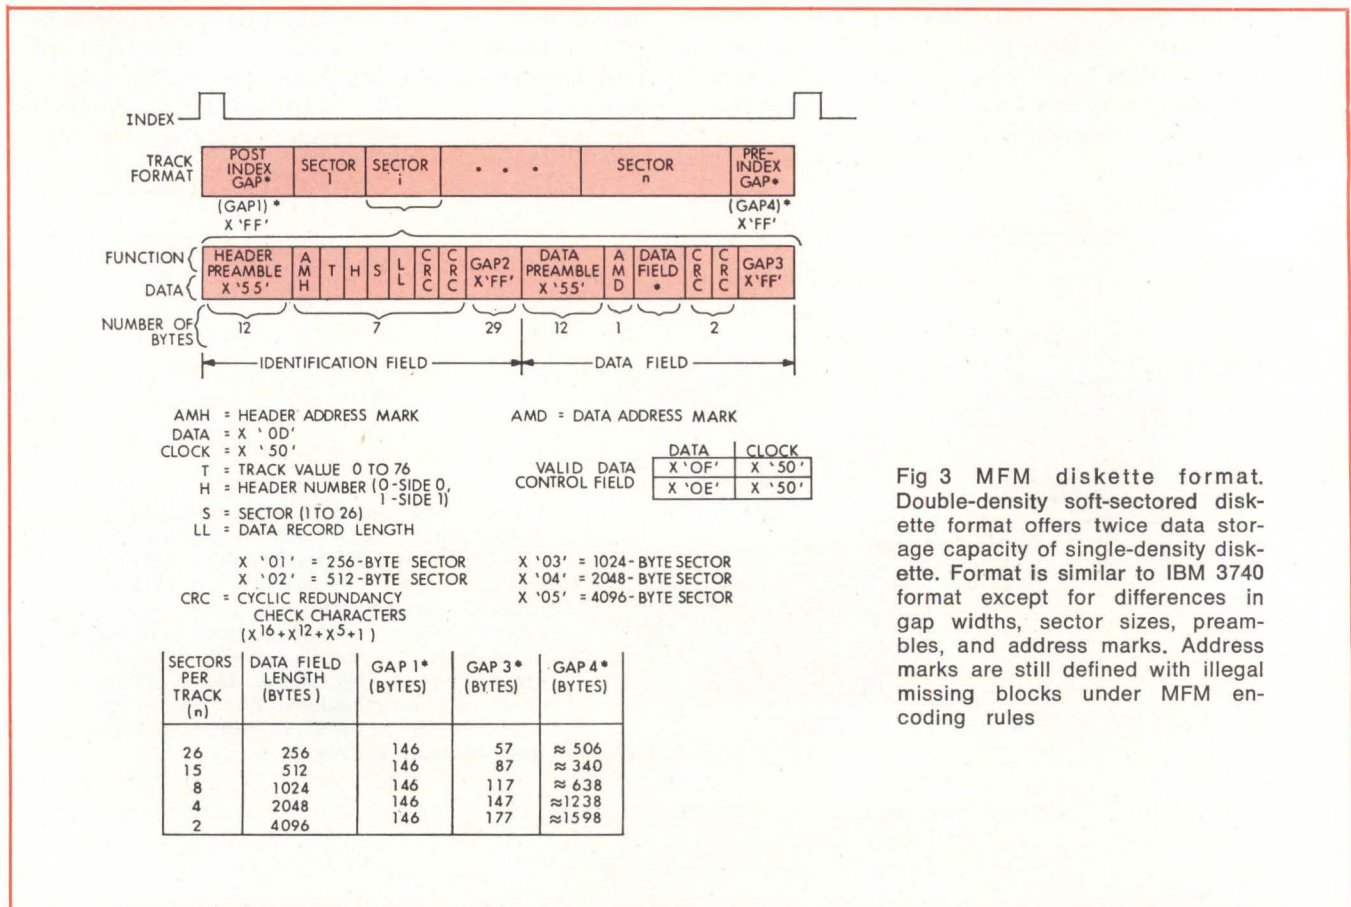 INDEX
TRACK FORMAT
POST INDEX GAP*
SECTOR 1
SECTOR i
• • •
SECTOR n
PRE-INDEX GAP*
(GAP1) *
X 'FF'
(GAP4) *
X 'FF'
FUNCTION
DATA
HEADER PREAMBLE X '55'
AMH
T
H
S
LL
CRC
CRC
GAP2 X'FF'
DATA PREAMBLE X '55'
AMD
DATA FIELD *
CRC
CRC
GAP3 X'FF'
NUMBER OF BYTES
12 7 29 12 1 2
IDENTIFICATION FIELD
DATA FIELD
AMH = HEADER ADDRESS MARK
DATA = X '0D'
CLOCK = X '50'
T = TRACK VALUE 0 TO 76
H = HEADER NUMBER (0-SIDE 0,
1-SIDE 1)
S = SECTOR (1 TO 26)
LL = DATA RECORD LENGTH
X '01' = 256-BYTE SECTOR
X '02' = 512-BYTE SECTOR
CRC = CYCLIC REDUNDANCY
CHECK CHARACTERS
(X16+X12+X5+1)
AMD = DATA ADDRESS MARK
VALID DATA
CONTROL FIELD
DATA CLOCK
X 'OF' X '50'
X 'OE' X '50'
X '03' = 1024-BYTE SECTOR
X '04' = 2048-BYTE SECTOR
X '05' = 4096-BYTE SECTOR
SECTORS PER TRACK (n) DATA FIELD LENGTH (BYTES) GAP 1* (BYTES) GAP 3* (BYTES) GAP 4* (BYTES)
26 256 146 57 ≈ 506
15 512 146 87 ≈ 340
8 1024 146 117 ≈ 638
4 2048 146 147 ≈1238
2 4096 146 177 ≈1598
Fig 3 MFM diskette format.
Double-density soft-sectored disk-
ette format offers twice data stor-
age capacity of single-density disk-
ette. Format is similar to IBM 3740
format except for differences in
gap widths, sector sizes, pream-
bles, and address marks. Address
marks are still defined with illegal
missing blocks under MFM en-
coding rules